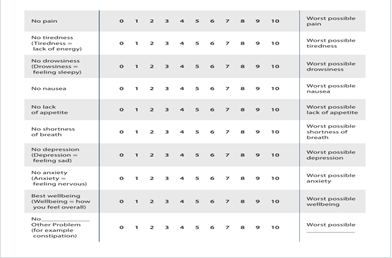 No pain 0 1 2 3 4 5 6 7 8 9 10 Worst possible
pain
No tiredness
(Tiredness =
lack of energy) 0 1 2 3 4 5 6 7 8 9 10 Worst possible
tiredness
No drowsiness
(Drowsiness =
feeling sleepy) 0 1 2 3 4 5 6 7 8 9 10 Worst possible
drowsiness
No nausea 0 1 2 3 4 5 6 7 8 9 10 Worst possible
nausea
No lack
of appetite 0 1 2 3 4 5 6 7 8 9 10 Worst possible
lack of appetite
No shortness
of breath 0 1 2 3 4 5 6 7 8 9 10 Worst possible
shortness of
breath
No depression
(Depression =
feeling sad) 0 1 2 3 4 5 6 7 8 9 10 Worst possible
depression
No anxiety
(Anxiety =
feeling nervous) 0 1 2 3 4 5 6 7 8 9 10 Worst possible
anxiety
Best wellbeing
(Wellbeing = how
you feel overall) 0 1 2 3 4 5 6 7 8 9 10 Worst possible
wellbeing
No____________
Other Problem
(for example
constipation) 0 1 2 3 4 5 6 7 8 9 10 Worst possible
____________